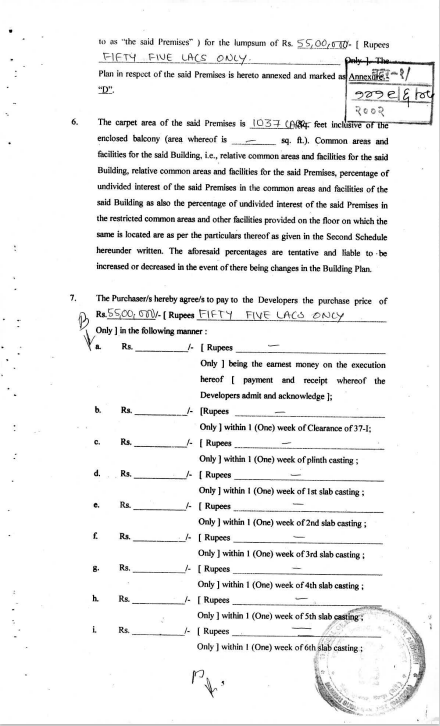 to as "the said Premises" ) for the lumpsum of Rs. 55,00,000/- [ Rupees
FIFTY FIVE LACS ONLY. Only ]. The
Plan in respect of the said Premises is hereto annexed and marked as Annexure
"D".
२००२
6. The carpet area of the said Premises is 1037 feet inclusive of the
enclosed balcony (area whereof is — sq. ft.). Common areas and
facilities for the said Building, i.e., relative common areas and facilities for the said
Building, relative common areas and facilities for the said Premises, percentage of
undivided interest of the said Premises in the common areas and facilities of the
said Building as also the percentage of undivided interest of the said Premises in
the restricted common areas and other facilities provided on the floor on which the
same is located are as per the particulars thereof as given in the Second Schedule
hereunder written. The aforesaid percentages are tentative and liable to be
increased or decreased in the event of there being changes in the Building Plan.
7. The Purchaser/s hereby agree/s to pay to the Developers the purchase price of
Rs.55,00,000/- [ Rupees FIFTY FIVE LACS ONLY
Only ] in the following manner :
a. Rs. ________/- [ Rupees —
Only ] being the earnest money on the execution
hereof [ payment and receipt whereof the
Developers admit and acknowledge ];
b. Rs. ________/- [Rupees —
Only ] within 1 (One) week of Clearance of 37-I;
c. Rs. ________/- [ Rupees —
Only ] within 1 (One) week of plinth casting ;
d. Rs. ________/- [ Rupees —
Only ] within 1 (One) week of 1st slab casting ;
e. Rs. ________/- [ Rupees —
Only ] within 1 (One) week of 2nd slab casting ;
f. Rs. ________/- [ Rupees —
Only ] within 1 (One) week of 3rd slab casting ;
g. Rs. ________/- [ Rupees —
Only ] within 1 (One) week of 4th slab casting ;
h. Rs. ________/- [ Rupees —
Only ] within 1 (One) week of 5th slab casting ;
i. Rs. ________/- [ Rupees —
Only ] within 1 (One) week of 6th slab casting ;